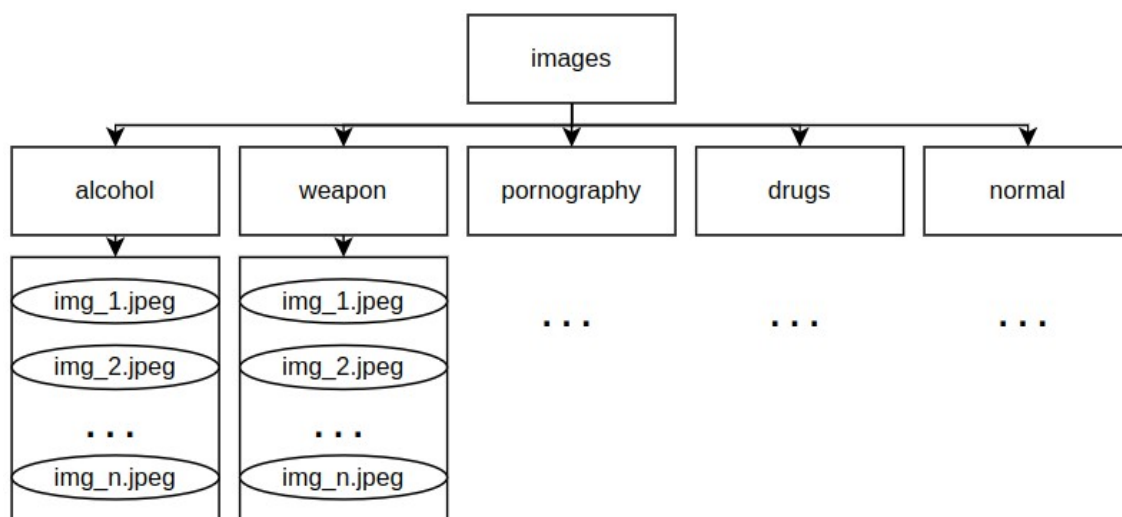 images
alcohol weapon pornography drugs normal
img_1.jpeg img_1.jpeg ... ... ...
img_2.jpeg img_2.jpeg
... ...
img_n.jpeg img_n.jpeg